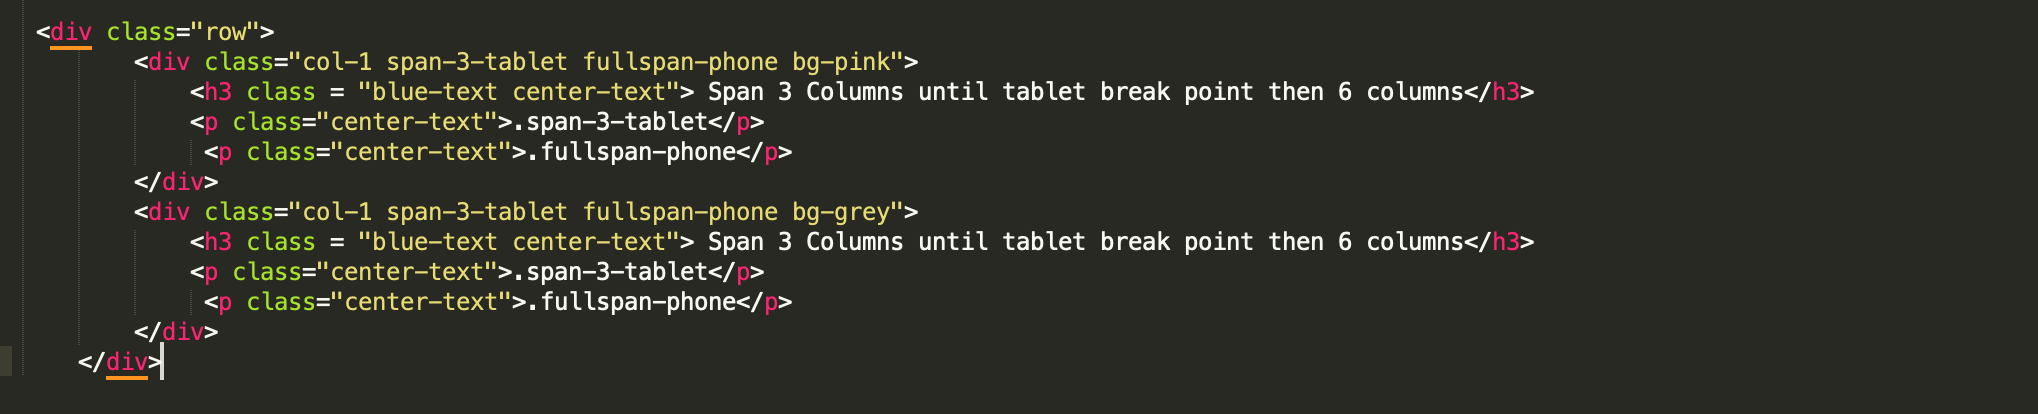 <div class="row">
<div class="col-1 span-3-tablet fullspan-phone bg-pink">
<h3 class = "blue-text center-text"> Span 3 Columns until tablet break point then 6 columns</h3>
<p class="center-text">.span-3-tablet</p>
<p class="center-text">.fullspan-phone</p>
</div>
<div class="col-1 span-3-tablet fullspan-phone bg-grey">
<h3 class = "blue-text center-text"> Span 3 Columns until tablet break point then 6 columns</h3>
<p class="center-text">.span-3-tablet</p>
<p class="center-text">.fullspan-phone</p>
</div>
</div>